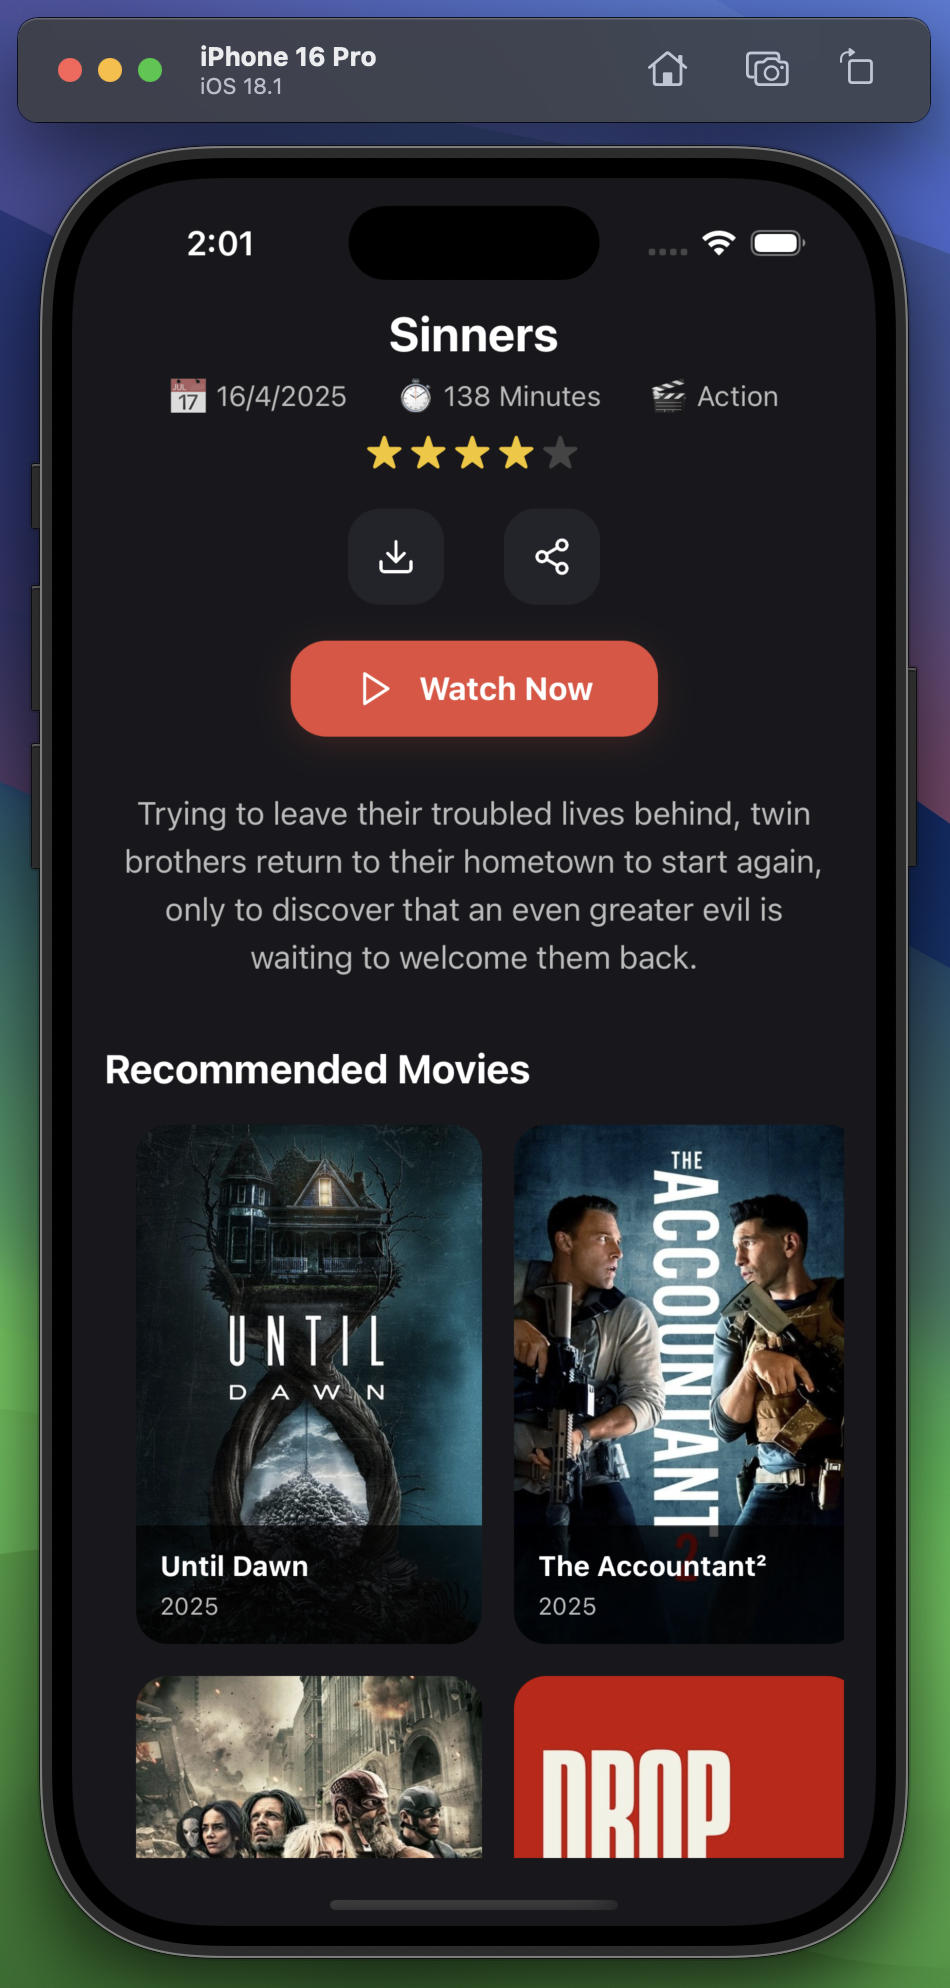 iPhone 16 Pro
iOS 18.1
2:01
Sinners
JUL
17
16/4/2025
138 Minutes
Action
Watch Now
Trying to leave their troubled lives behind, twin
brothers return to their hometown to start again,
only to discover that an even greater evil is
waiting to welcome them back.
Recommended Movies
UNTIL
DAWN
Until Dawn
2025
THE
ACCOUNTANT
2
The Accountant²
2025
DROP